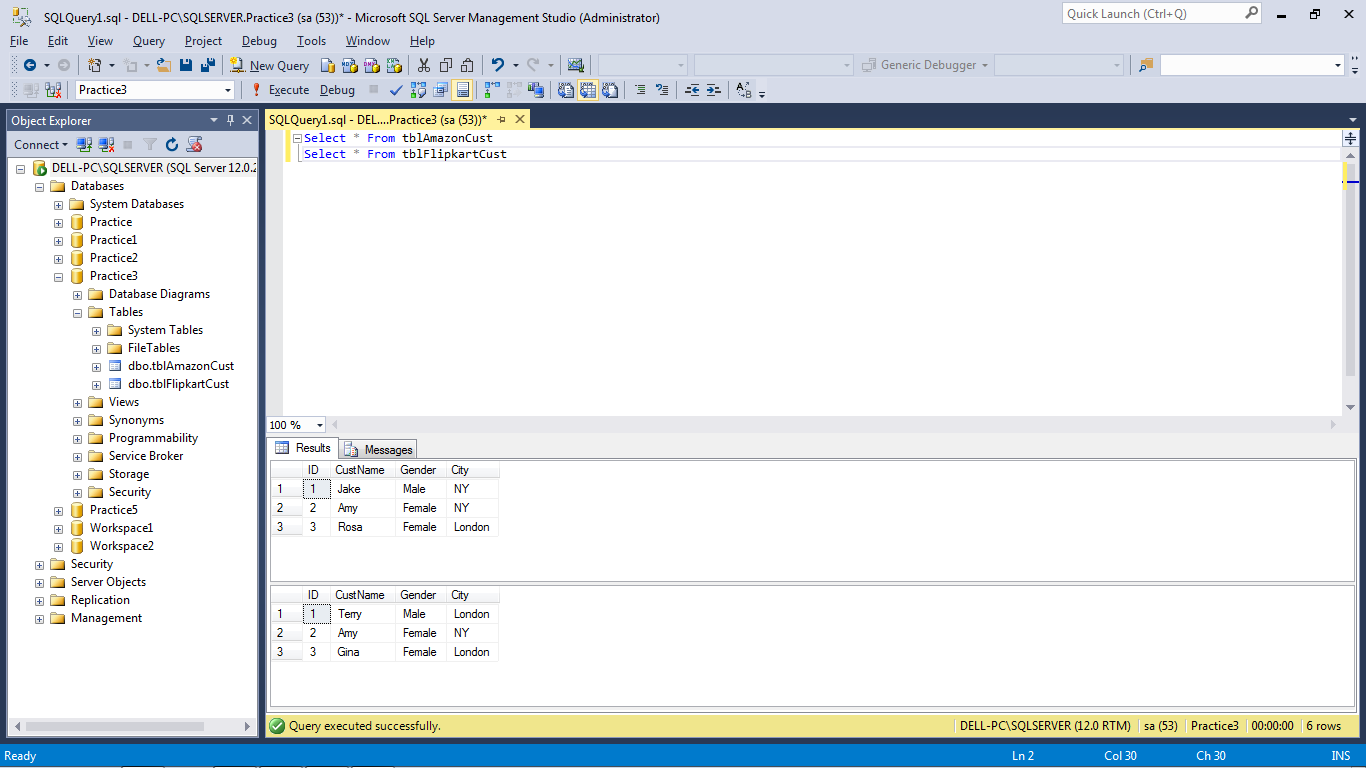 SQLQuery1.sql - DELL-PC\SQLSERVER.Practice3 (sa (53))* - Microsoft SQL Server Management Studio (Administrator)
Quick Launch (Ctrl+Q)
File Edit View Query Project Debug Tools Window Help
New Query
Generic Debugger
Practice3
Execute Debug
Object Explorer
SQLQuery1.sql - DEL....Practice3 (sa (53))*
Connect
DELL-PC\SQLSERVER (SQL Server 12.0.2
Databases
System Databases
Practice
Practice1
Practice2
Practice3
Database Diagrams
Tables
System Tables
FileTables
dbo.tblAmazonCust
dbo.tblFlipkartCust
Views
Synonyms
Programmability
Service Broker
Storage
Security
Practice5
Workspace1
Workspace2
Security
Server Objects
Replication
Management
Select * From tblAmazonCust
Select * From tblFlipkartCust
100 %
Results Messages
ID CustName Gender City
1 1 Jake Male NY
2 2 Amy Female NY
3 3 Rosa Female London
ID CustName Gender City
1 1 Terry Male London
2 2 Amy Female NY
3 3 Gina Female London
Query executed successfully.
DELL-PC\SQLSERVER (12.0 RTM) sa (53) Practice3 00:00:00 6 rows
Ready
Ln 2 Col 30 Ch 30 INS